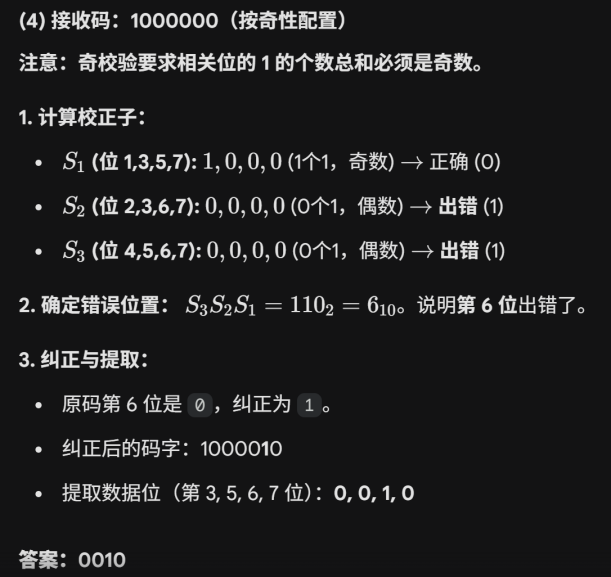 (4) 接收码：1000000（按奇性配置）
注意：奇校验要求相关位的 1 的个数总和必须是奇数。
1. 计算校正子：
• S₁ (位 1,3,5,7): 1, 0, 0, 0 (1个1，奇数) → 正确 (0)
• S₂ (位 2,3,6,7): 0, 0, 0, 0 (0个1，偶数) → 出错 (1)
• S₃ (位 4,5,6,7): 0, 0, 0, 0 (0个1，偶数) → 出错 (1)
2. 确定错误位置： S₃S₂S₁ = 110₂ = 6₁₀。说明第 6 位出错了。
3. 纠正与提取：
• 原码第 6 位是 0 ，纠正为 1 。
• 纠正后的码字：1000010
• 提取数据位（第 3, 5, 6, 7 位）：0, 0, 1, 0
答案：0010